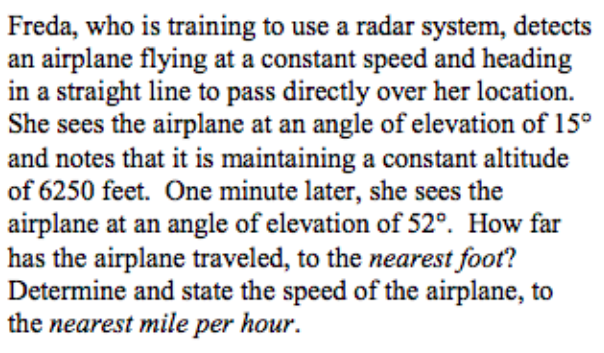 Freda, who is training to use a radar system, detects
an airplane flying at a constant speed and heading
in a straight line to pass directly over her location.
She sees the airplane at an angle of elevation of 15°
and notes that it is maintaining a constant altitude
of 6250 feet.  One minute later, she sees the
airplane at an angle of elevation of 52°.  How far
has the airplane traveled, to the nearest foot?
Determine and state the speed of the airplane, to
the nearest mile per hour.